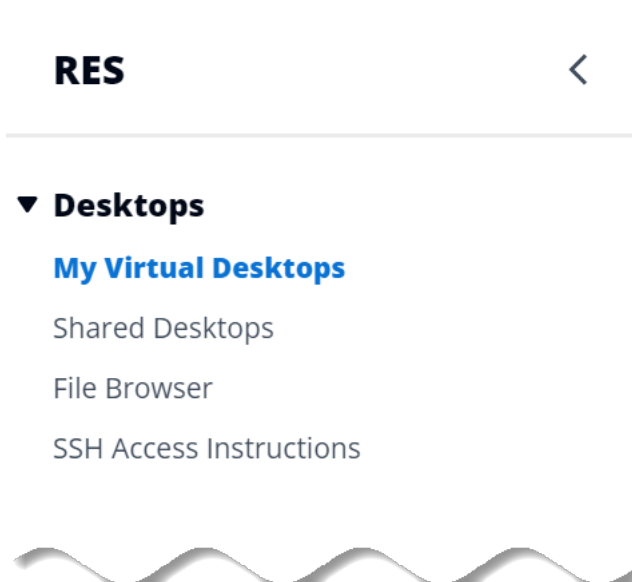 RES
Desktops
My Virtual Desktops
Shared Desktops
File Browser
SSH Access Instructions